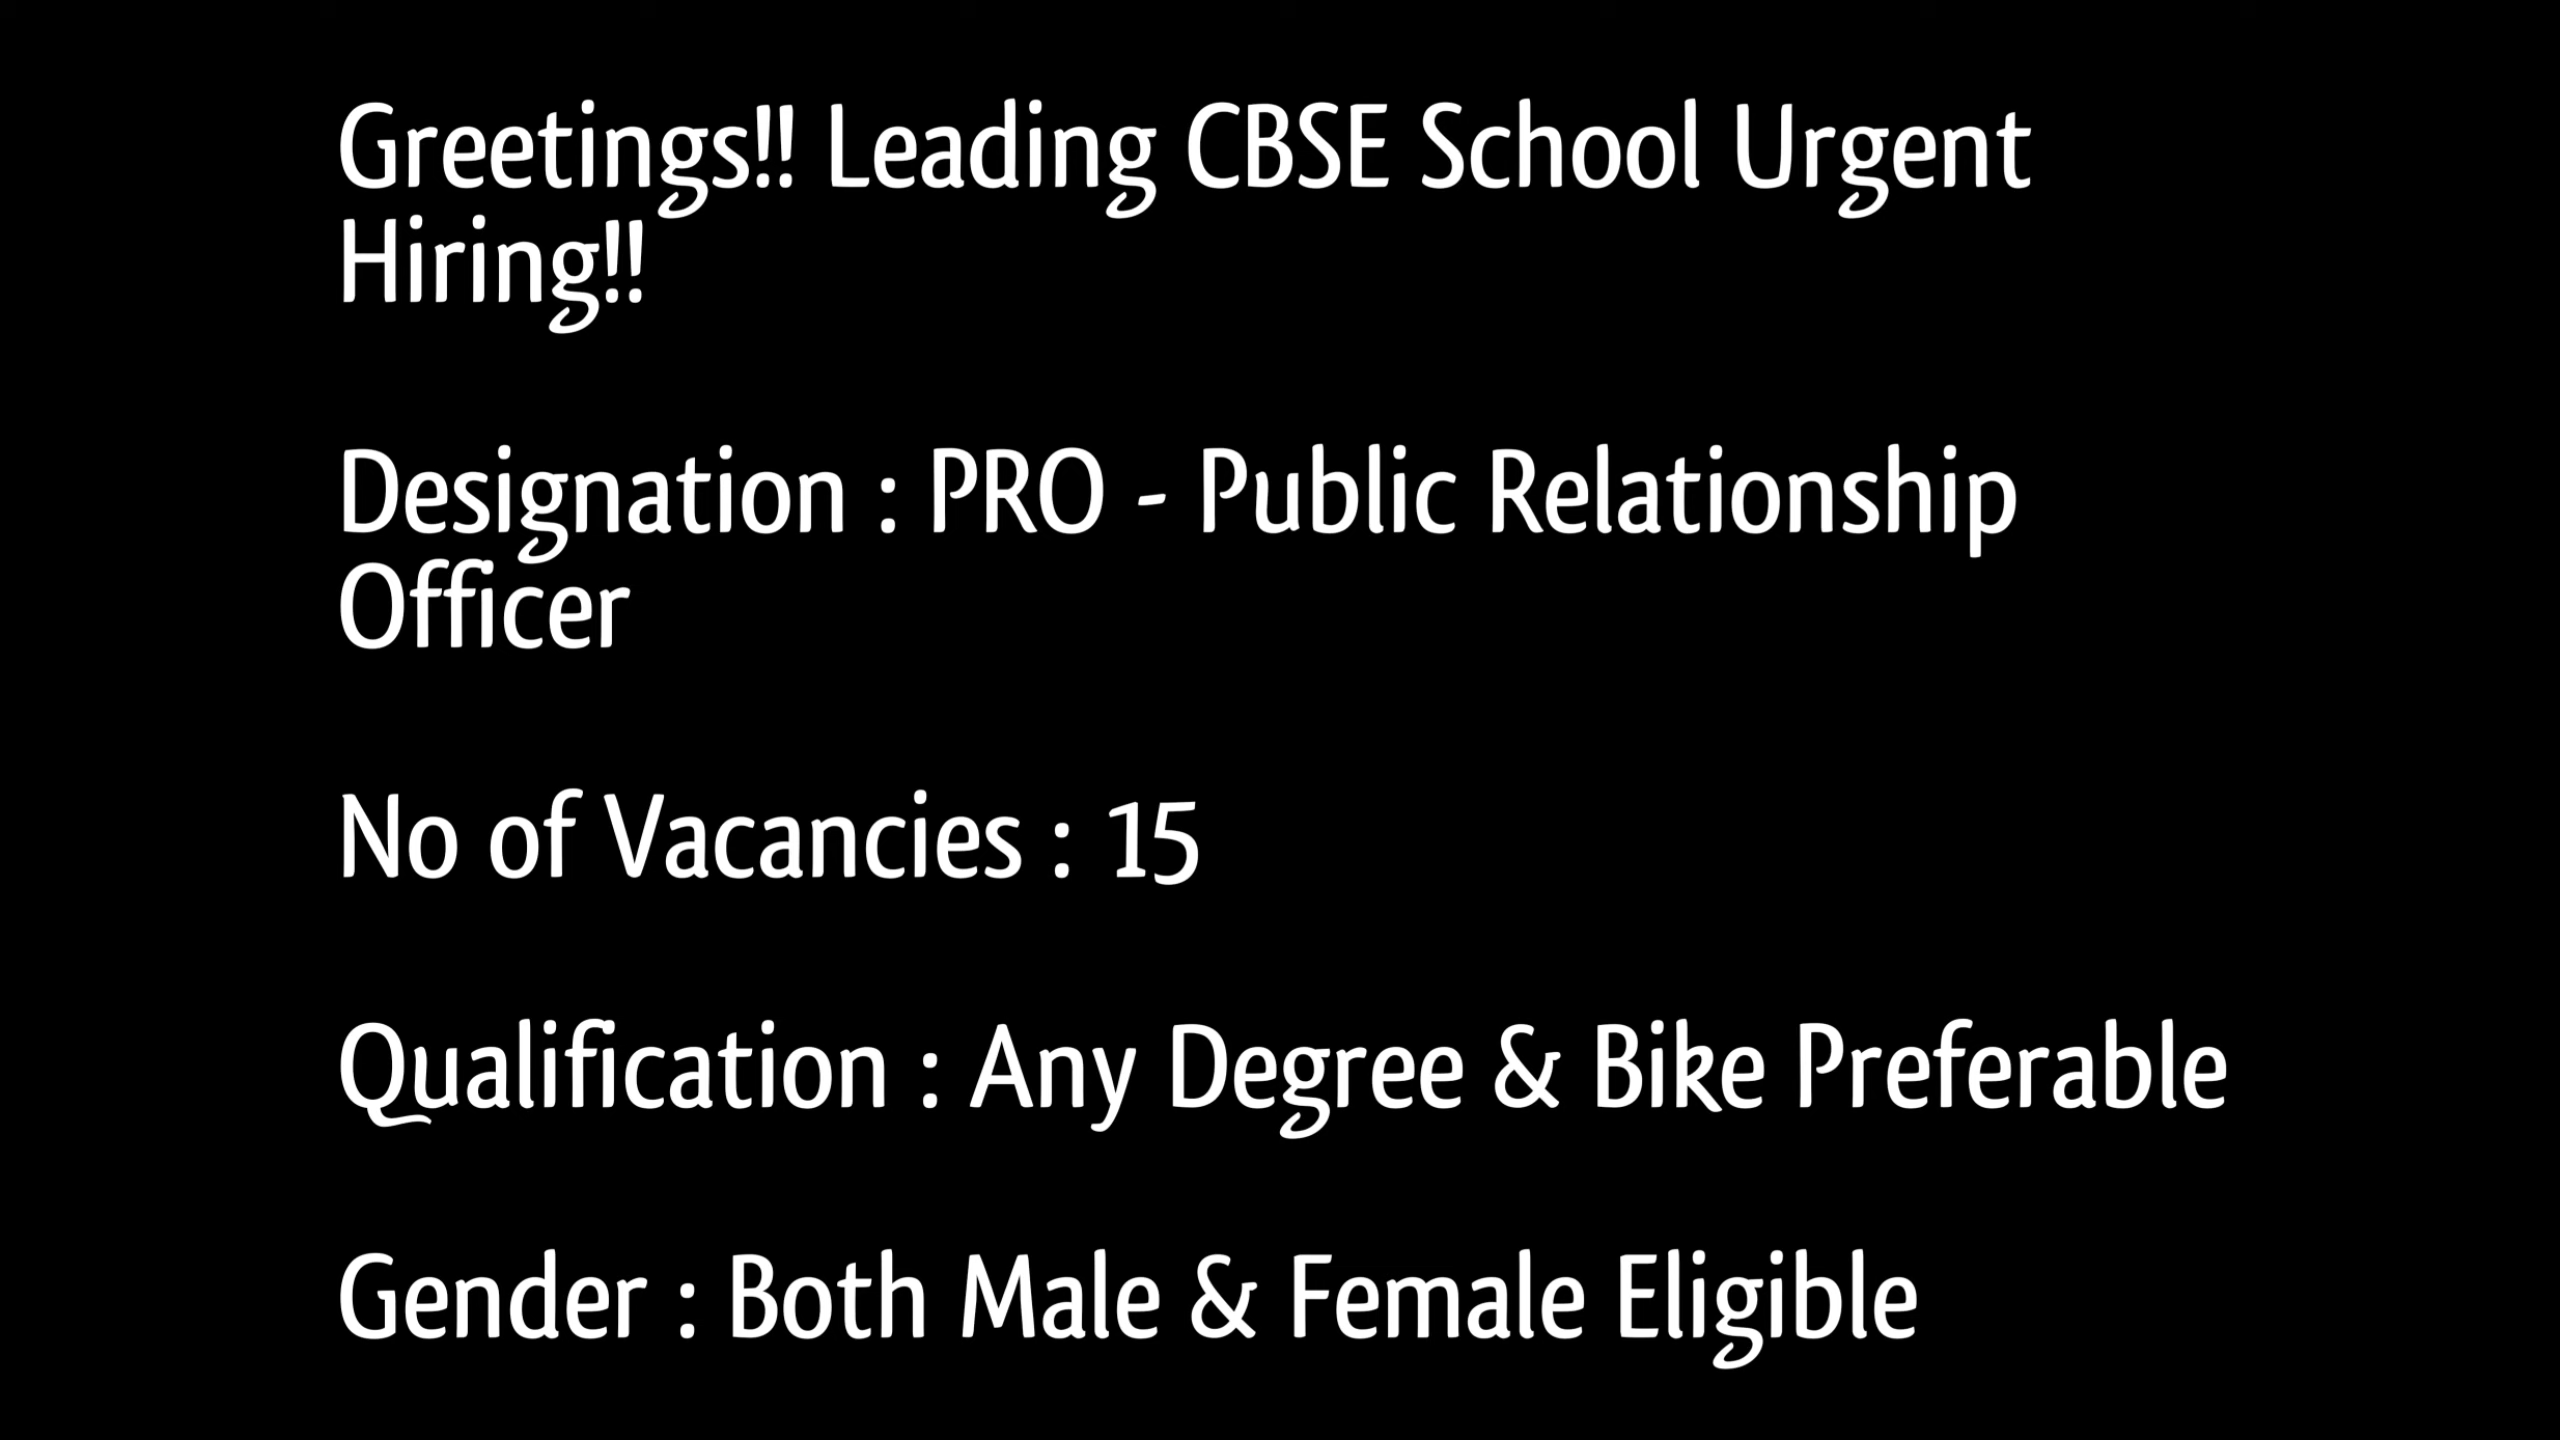 Greetings!! Leading CBSE School Urgent
Hiring!!
Designation : PRO - Public Relationship
Officer
No of Vacancies : 15
Qualification : Any Degree & Bike Preferable
Gender : Both Male & Female Eligible